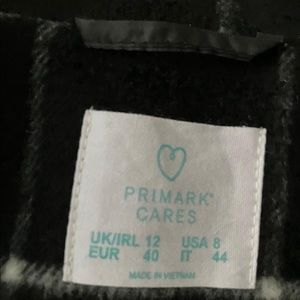 PRIMARK®
CARES
UK/IRL 12 USA 8
EUR 40 IT 44
MADE IN VIETNAM